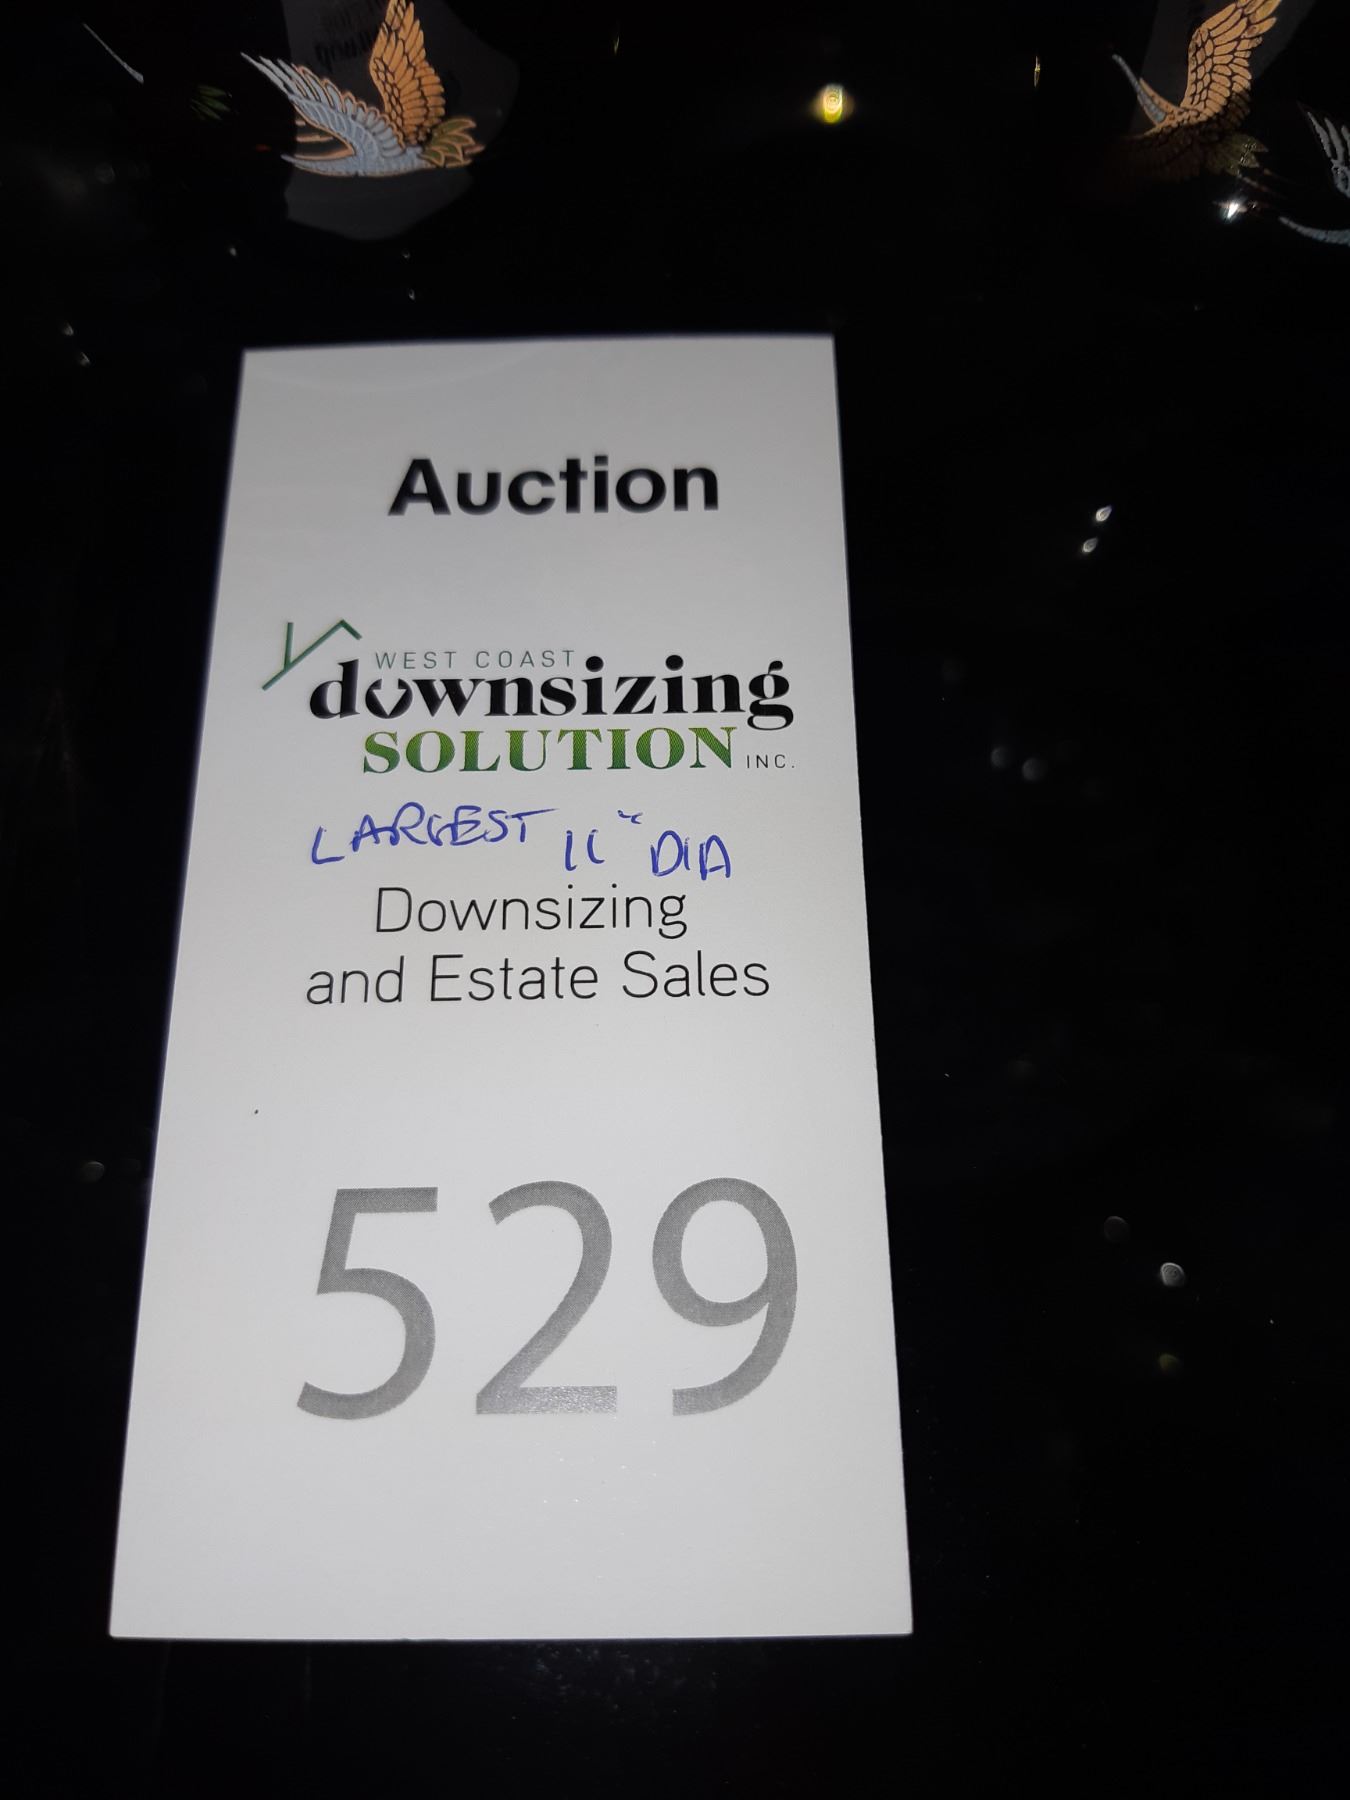 Auction
WEST COAST
downsizing
SOLUTION INC.
LARGEST 11" DIA
Downsizing
and Estate Sales
529